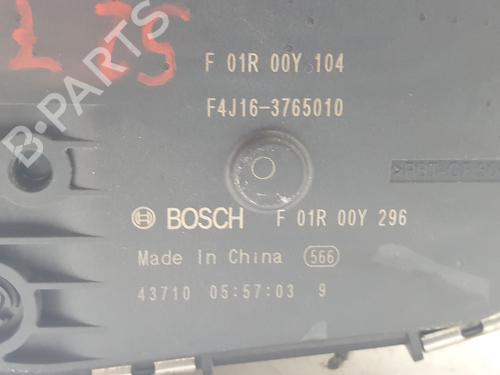 L 25
F 01R 00Y 104
F4J16-3765010
BOSCH F 01R 00Y 296
Made In China 566
43710 05:57:03 9
B-PARTS